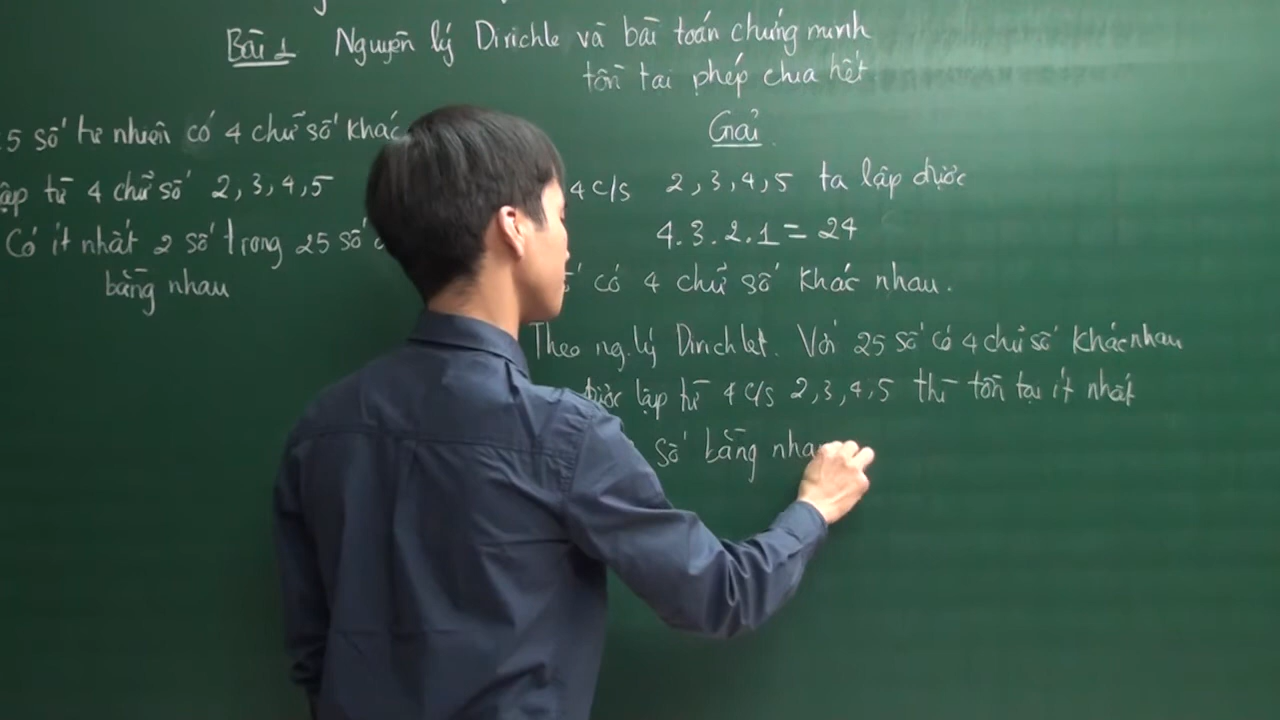 Bài 1 Nguyên lý Dirichle và bài toán chứng minh
tồn tại phép chia hết
5 số tự nhiên có 4 chữ số khác
lập từ 4 chữ số 2, 3, 4, 5
Có ít nhất 2 số trong 25 số
bằng nhau
Giải
4 c/s 2, 3, 4, 5 ta lập được
4.3.2.1 = 24
có 4 chữ số khác nhau.
Theo ng.lý Dirichlet. Với 25 số có 4 chữ số khác nhau
được lập từ 4 c/s 2, 3, 4, 5 thì tồn tại ít nhất
số bằng nhau